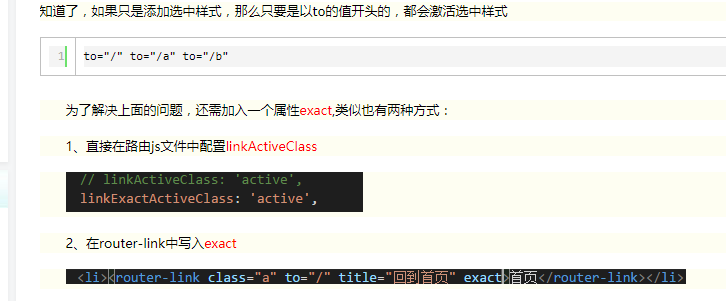 知道了，如果只是添加选中样式，那么只要是以to的值开头的，都会激活选中样式
1 to="/" to="/a" to="/b"
为了解决上面的问题，还需加入一个属性exact,类似也有两种方式：
1、直接在路由js文件中配置linkActiveClass
// linkActiveClass: 'active',
linkExactActiveClass: 'active',
2、在router-link中写入exact
<li><router-link class="a" to="/" title="回到首页" exact>首页</router-link></li>